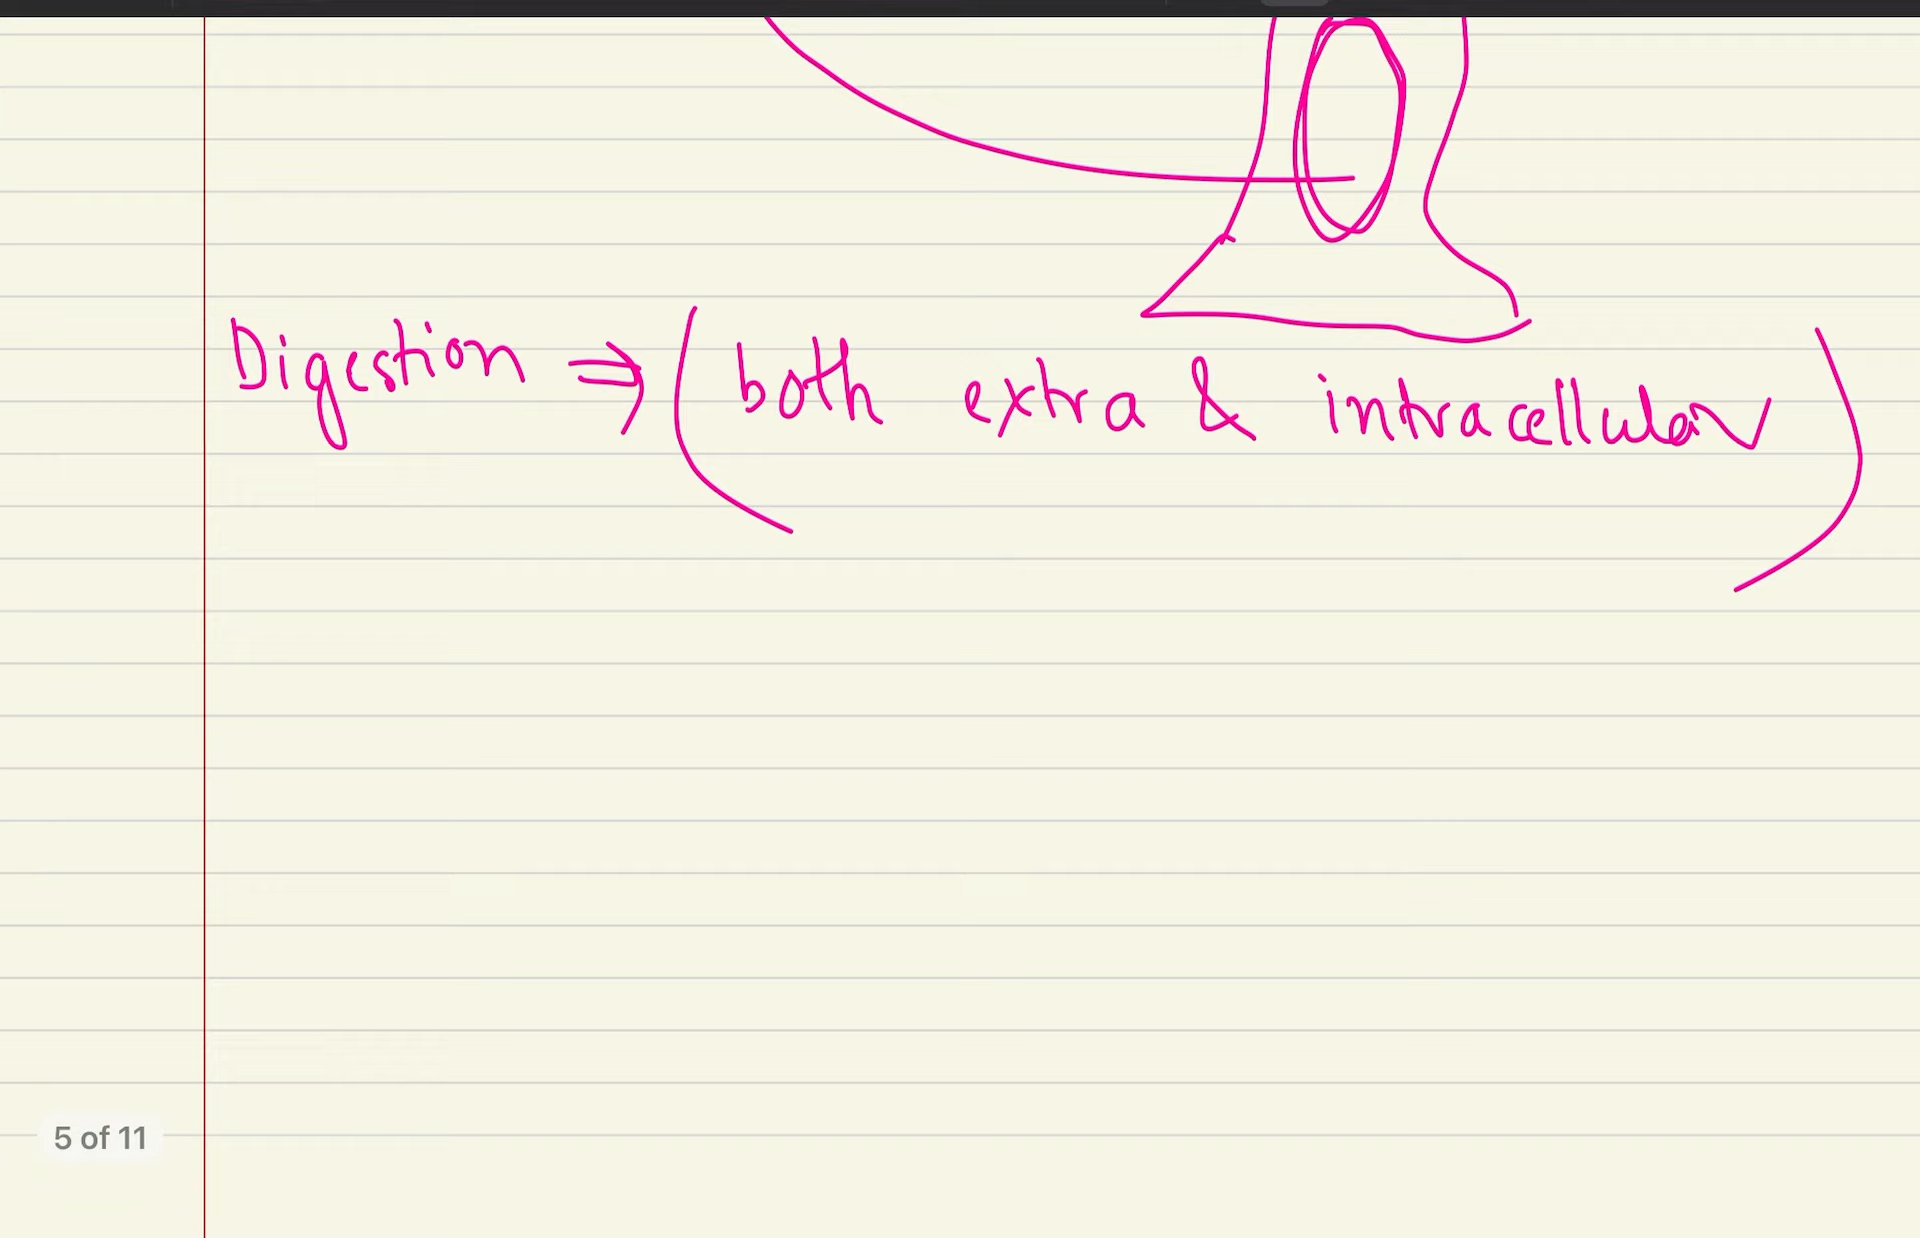 Digestion ⇒ ( both extra & intracellular )
5 of 11